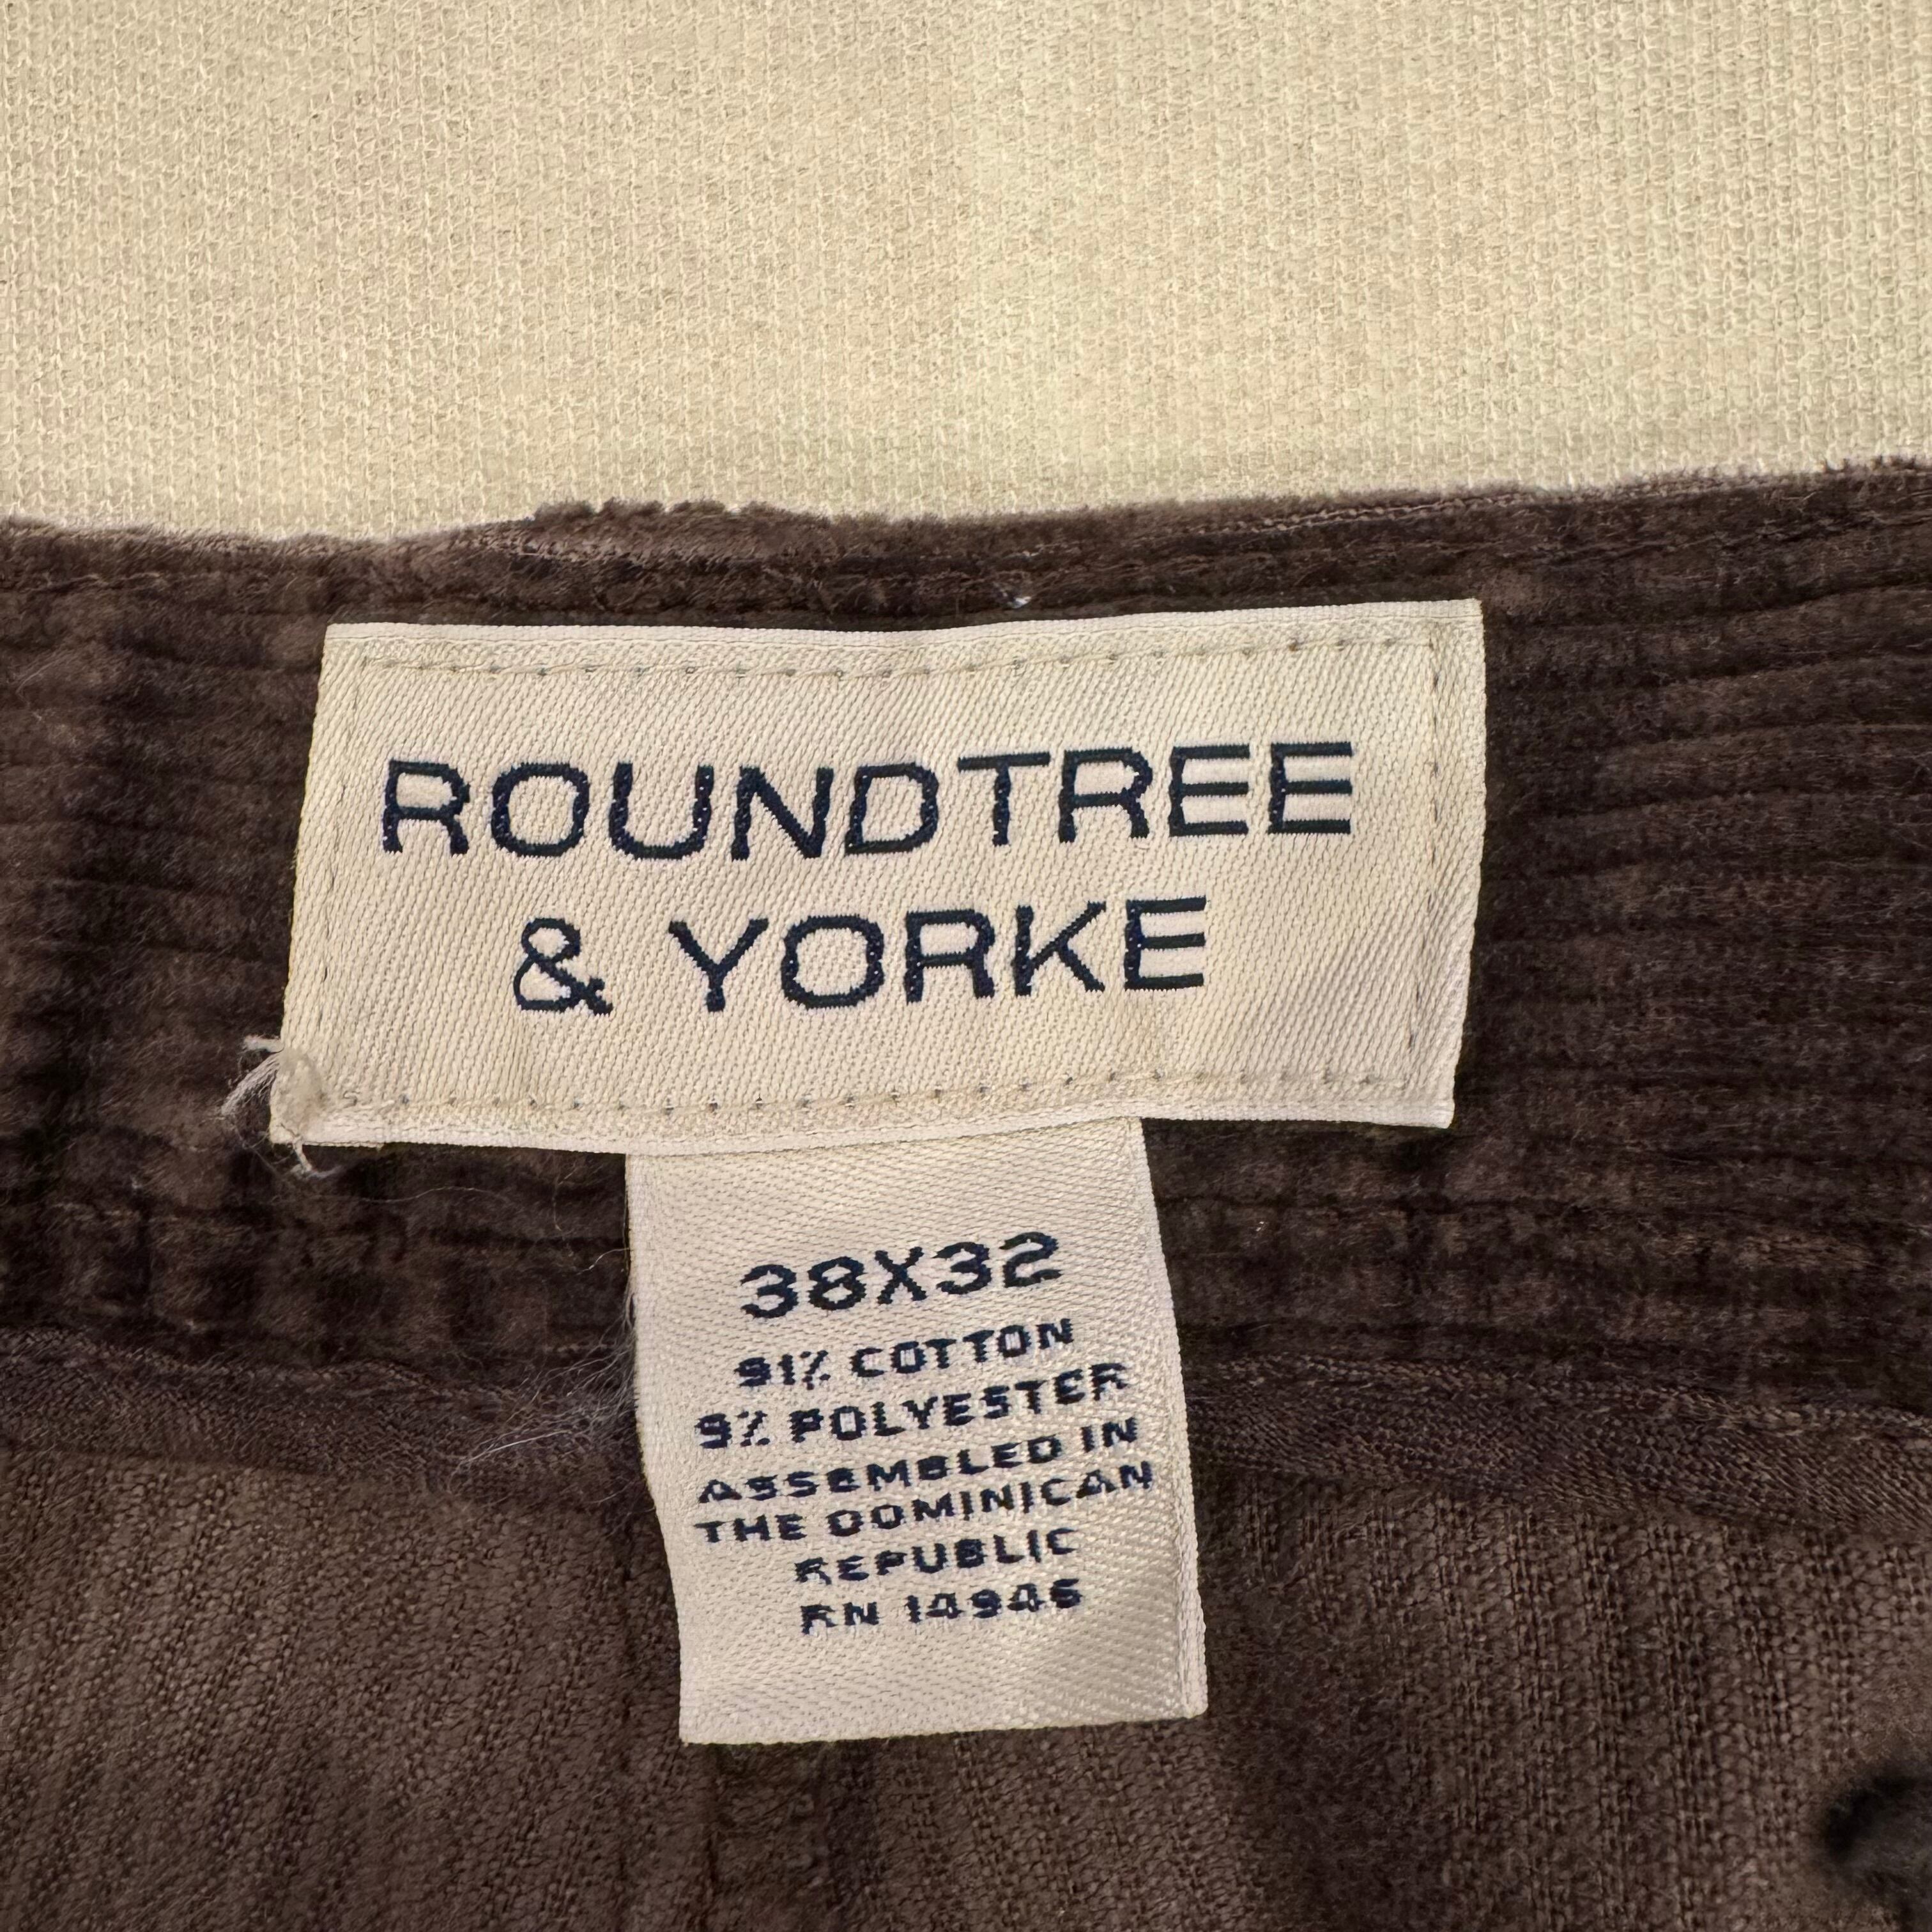 ROUNDTREE
& YORKE
38X32
91% COTTON
9% POLYESTER
ASSEMBLED IN
THE DOMINICAN
REPUBLIC
RN 14946